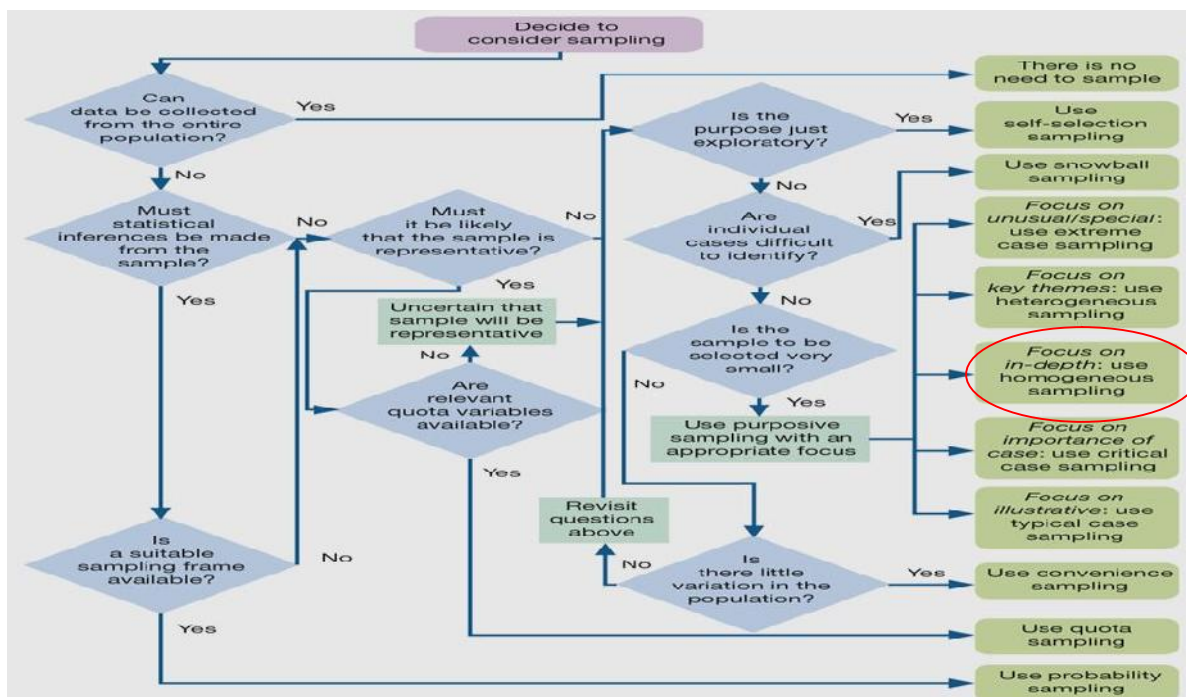 Decide to
consider sampling
There is no
need to sample
Can
data be collected
from the entire
population?
Yes
No
Is the
purpose just
exploratory?
Yes
No
Use
self-selection
sampling
Use snowball
sampling
Must
statistical
inferences be made
from the
sample?
No
Yes
Must
it be likely
that the sample is
representative?
No
Yes
Are
individual
cases difficult
to identify?
Yes
No
Focus on
unusual/special:
use extreme
case sampling
Uncertain that
sample will be
representative
No
Focus on
key themes: use
heterogeneous
sampling
Is the
sample to be
selected very
small?
No
Yes
Focus on
in-depth: use
homogeneous
sampling
Are
relevant
quota variables
available?
Yes
Use purposive
sampling with an
appropriate focus
Focus on
importance of
case: use critical
case sampling
Revisit
questions
above
Focus on
illustrative: use
typical case
sampling
Is
a suitable
sampling frame
available?
No
Yes
No
Is
there little
variation in the
population?
Yes
Use convenience
sampling
Use quota
sampling
Use probability
sampling